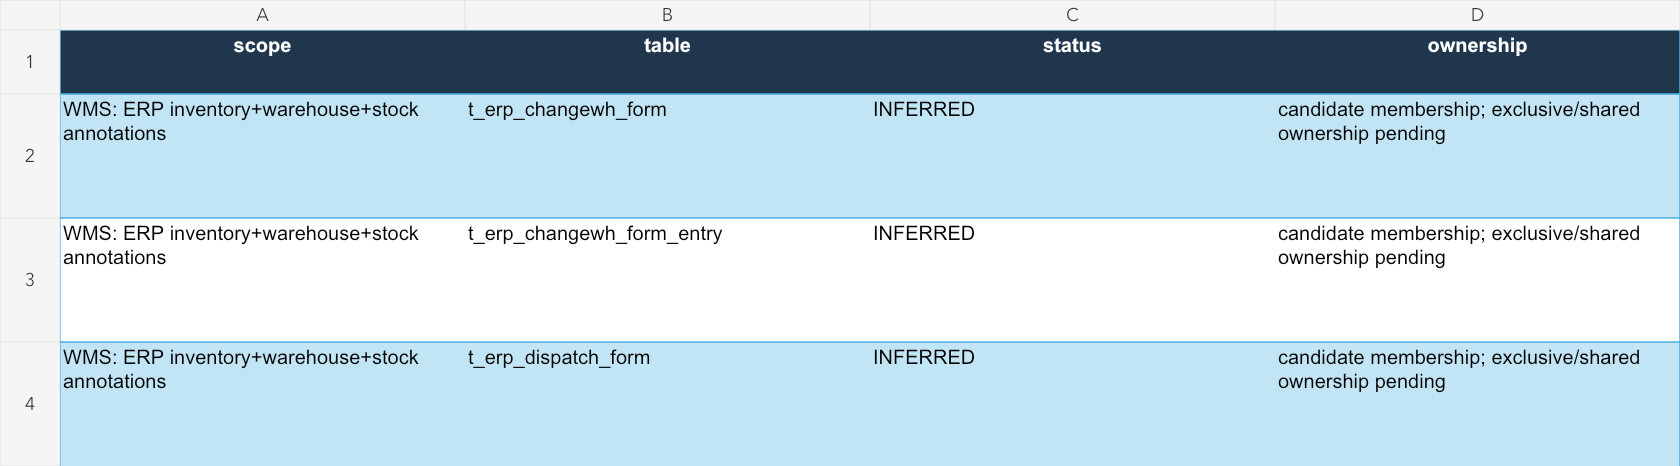 A B C D
1 scope table status ownership
2 WMS: ERP inventory+warehouse+stock annotations t_erp_changewh_form INFERRED candidate membership; exclusive/shared ownership pending
3 WMS: ERP inventory+warehouse+stock annotations t_erp_changewh_form_entry INFERRED candidate membership; exclusive/shared ownership pending
4 WMS: ERP inventory+warehouse+stock annotations t_erp_dispatch_form INFERRED candidate membership; exclusive/shared ownership pending